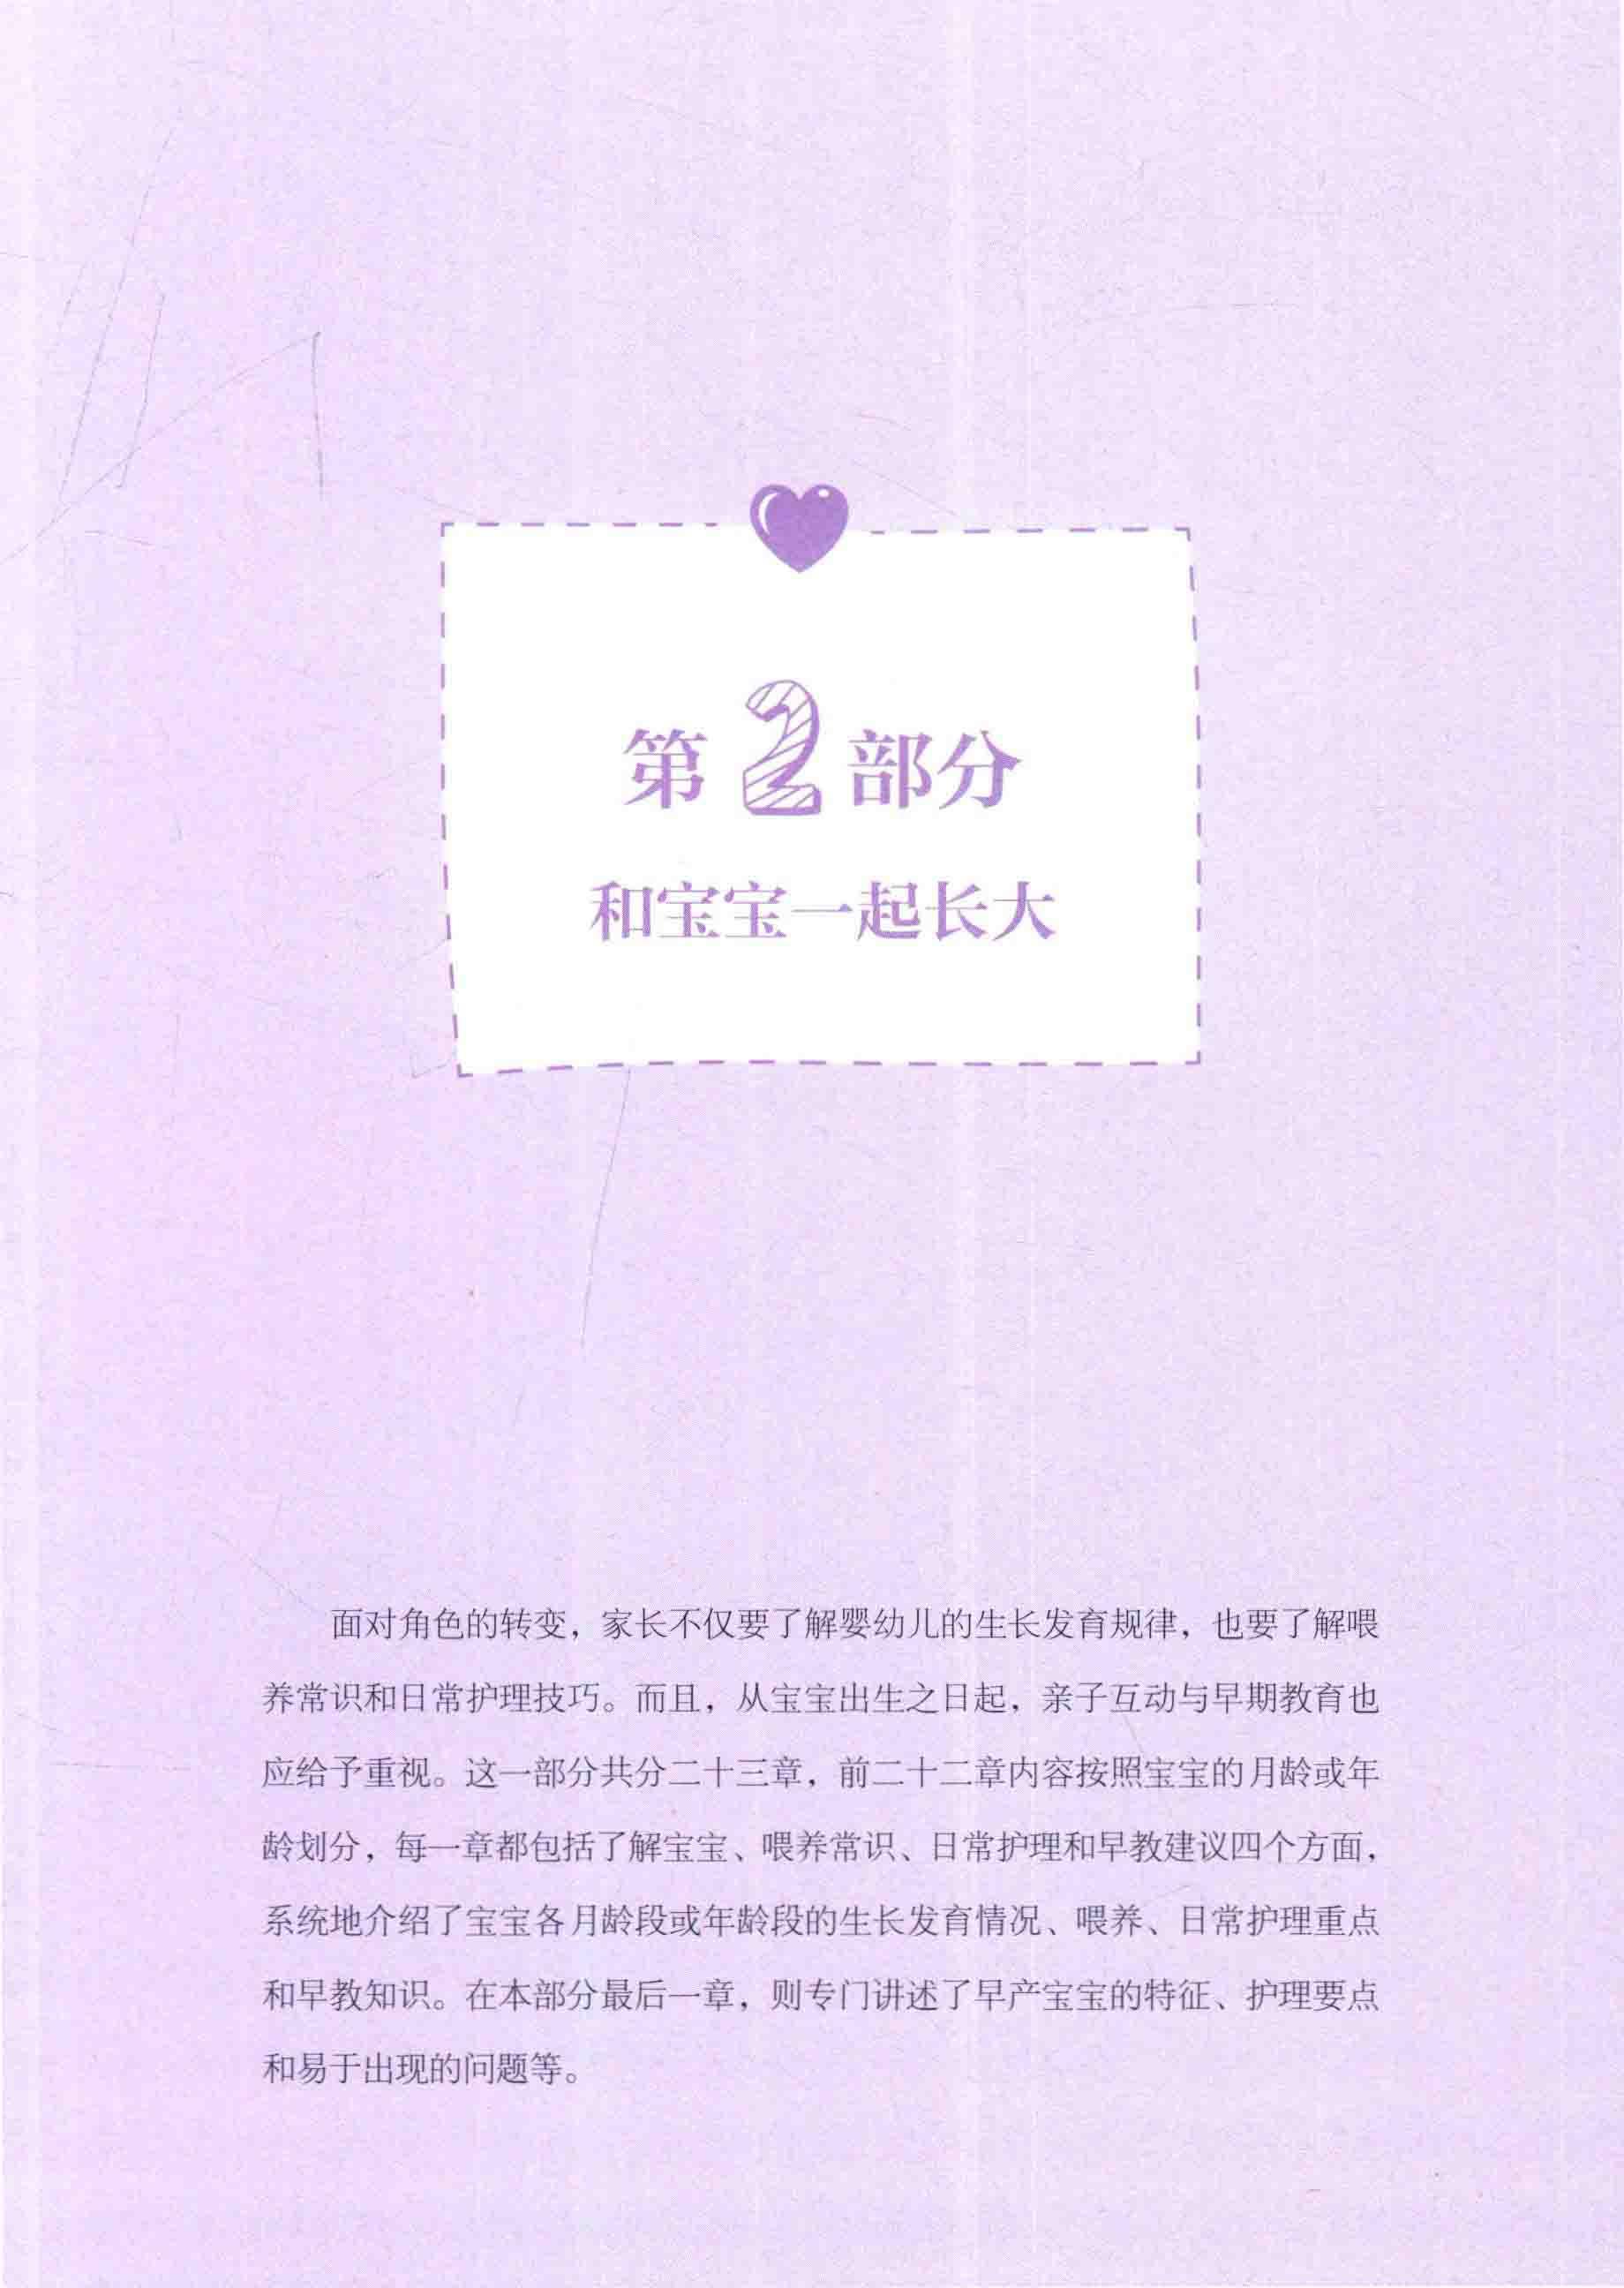 第2部分
和宝宝一起长大
面对角色的转变，家长不仅要了解婴幼儿的生长发育规律，也要了解喂
养常识和日常护理技巧。而且，从宝宝出生之日起，亲子互动与早期教育也
应给予重视。这一部分共分二十三章，前二十二章内容按照宝宝的月龄或年
龄划分，每一章都包括了解宝宝、喂养常识、日常护理和早教建议四个方面，
系统地介绍了宝宝各月龄段或年龄段的生长发育情况、喂养、日常护理重点
和早教知识。在本部分最后一章，则专门讲述了早产宝宝的特征、护理要点
和易于出现的问题等。